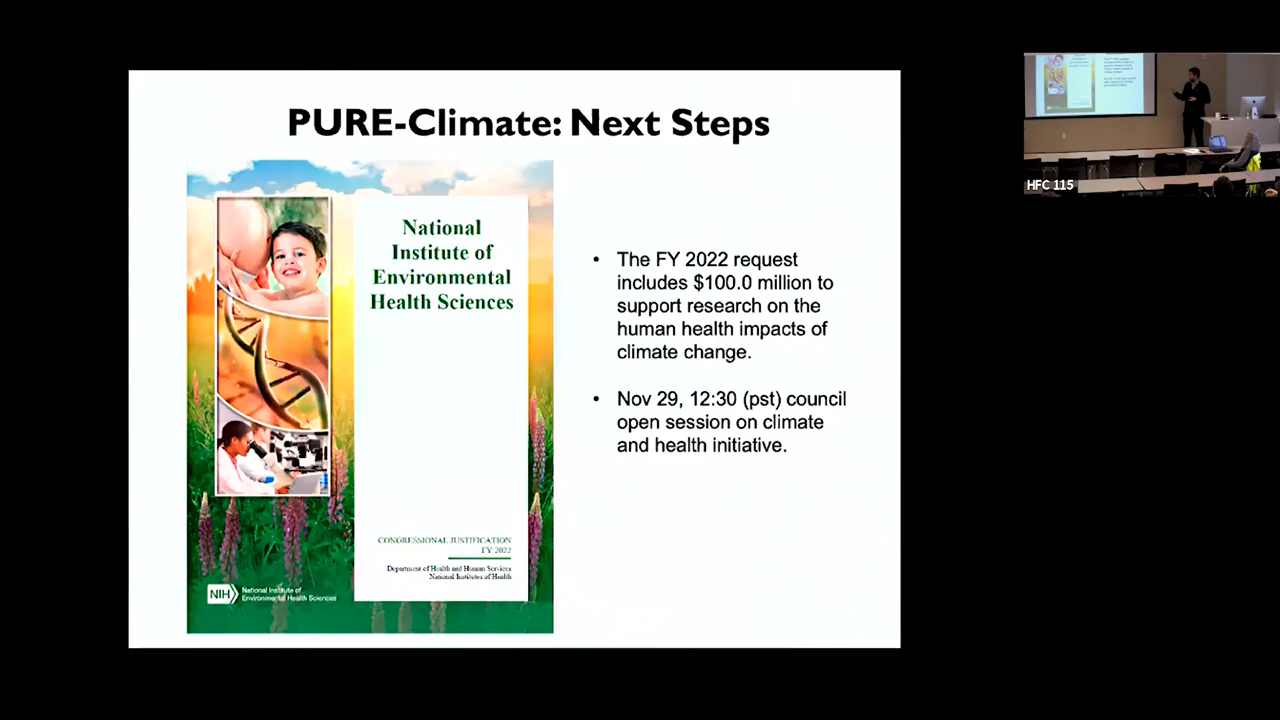 PURE-Climate: Next Steps
National
Institute of
Environmental
Health Sciences
CONGRESSIONAL JUSTIFICATION
FY 2022
Department of Health and Human Services
National Institutes of Health
NIH
National Institute of
Environmental Health Sciences
• The FY 2022 request
includes $100.0 million to
support research on the
human health impacts of
climate change.
• Nov 29, 12:30 (pst) council
open session on climate
and health initiative.
HFC 115